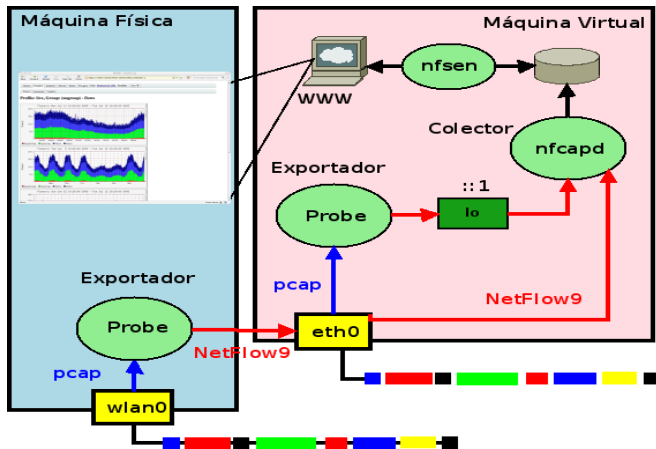 Máquina Física
Máquina Virtual
nfsen
WWW
Colector
nfcapd
Exportador
::1
Probe
lo
pcap
Exportador
NetFlow9
Probe
eth0
NetFlow9
pcap
wlan0